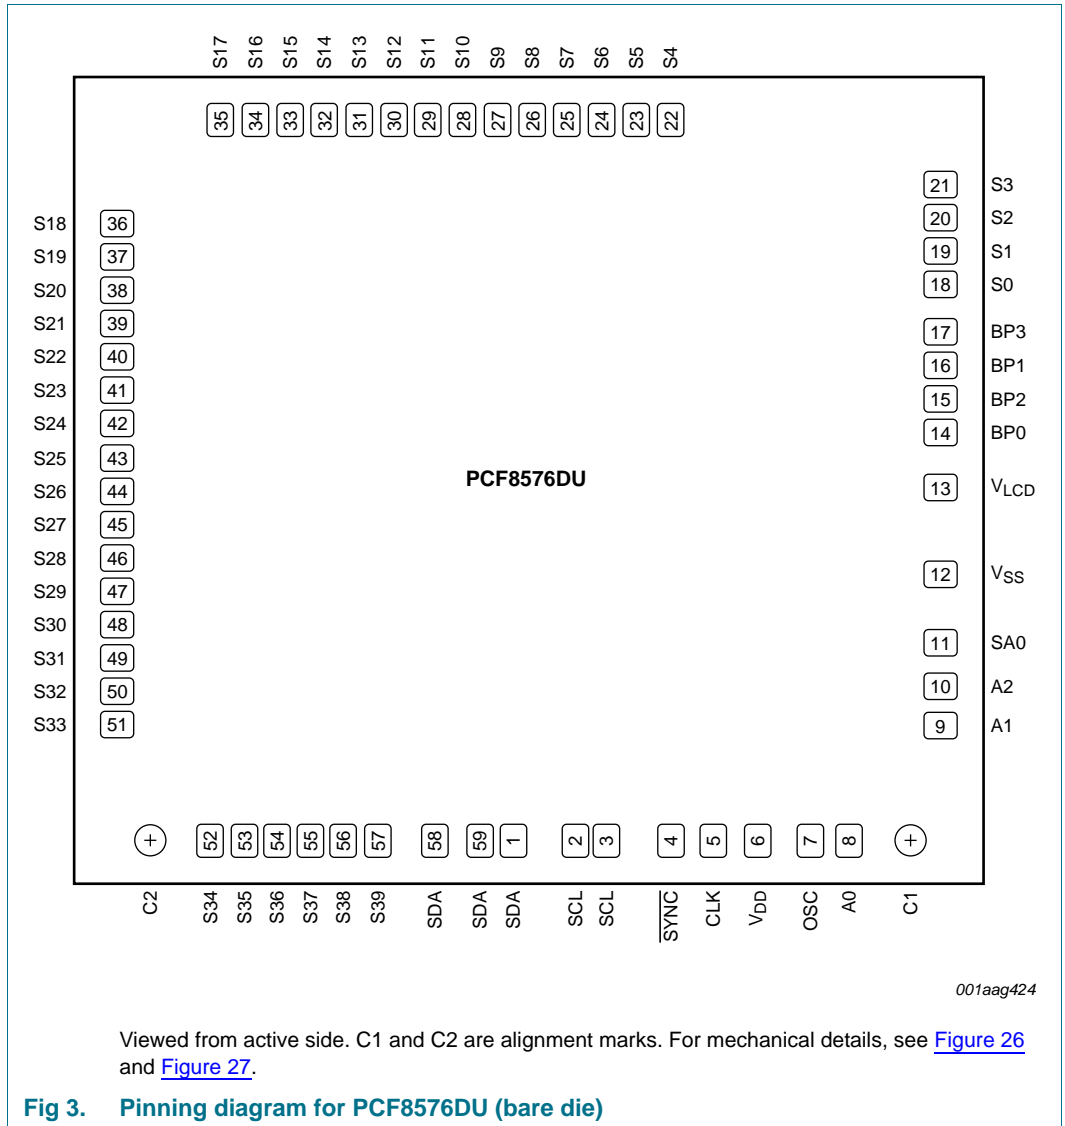 S17 S16 S15 S14 S13 S12 S11 S10 S9 S8 S7 S6 S5 S4
35 34 33 32 31 30 29 28 27 26 25 24 23 22
21 S3
20 S2
19 S1
18 S0
17 BP3
16 BP1
15 BP2
14 BP0
13 VLCD
12 VSS
11 SA0
10 A2
9 A1
S18 36
S19 37
S20 38
S21 39
S22 40
S23 41
S24 42
S25 43
S26 44
S27 45
S28 46
S29 47
S30 48
S31 49
S32 50
S33 51
PCF8576DU
52 53 54 55 56 57 58 59 1 2 3 4 5 6 7 8
C2 S34 S35 S36 S37 S38 S39 SDA SDA SDA SCL SCL SYNC CLK VDD OSC A0 C1
001aag424
Viewed from active side. C1 and C2 are alignment marks. For mechanical details, see Figure 26
and Figure 27.
Fig 3. Pinning diagram for PCF8576DU (bare die)